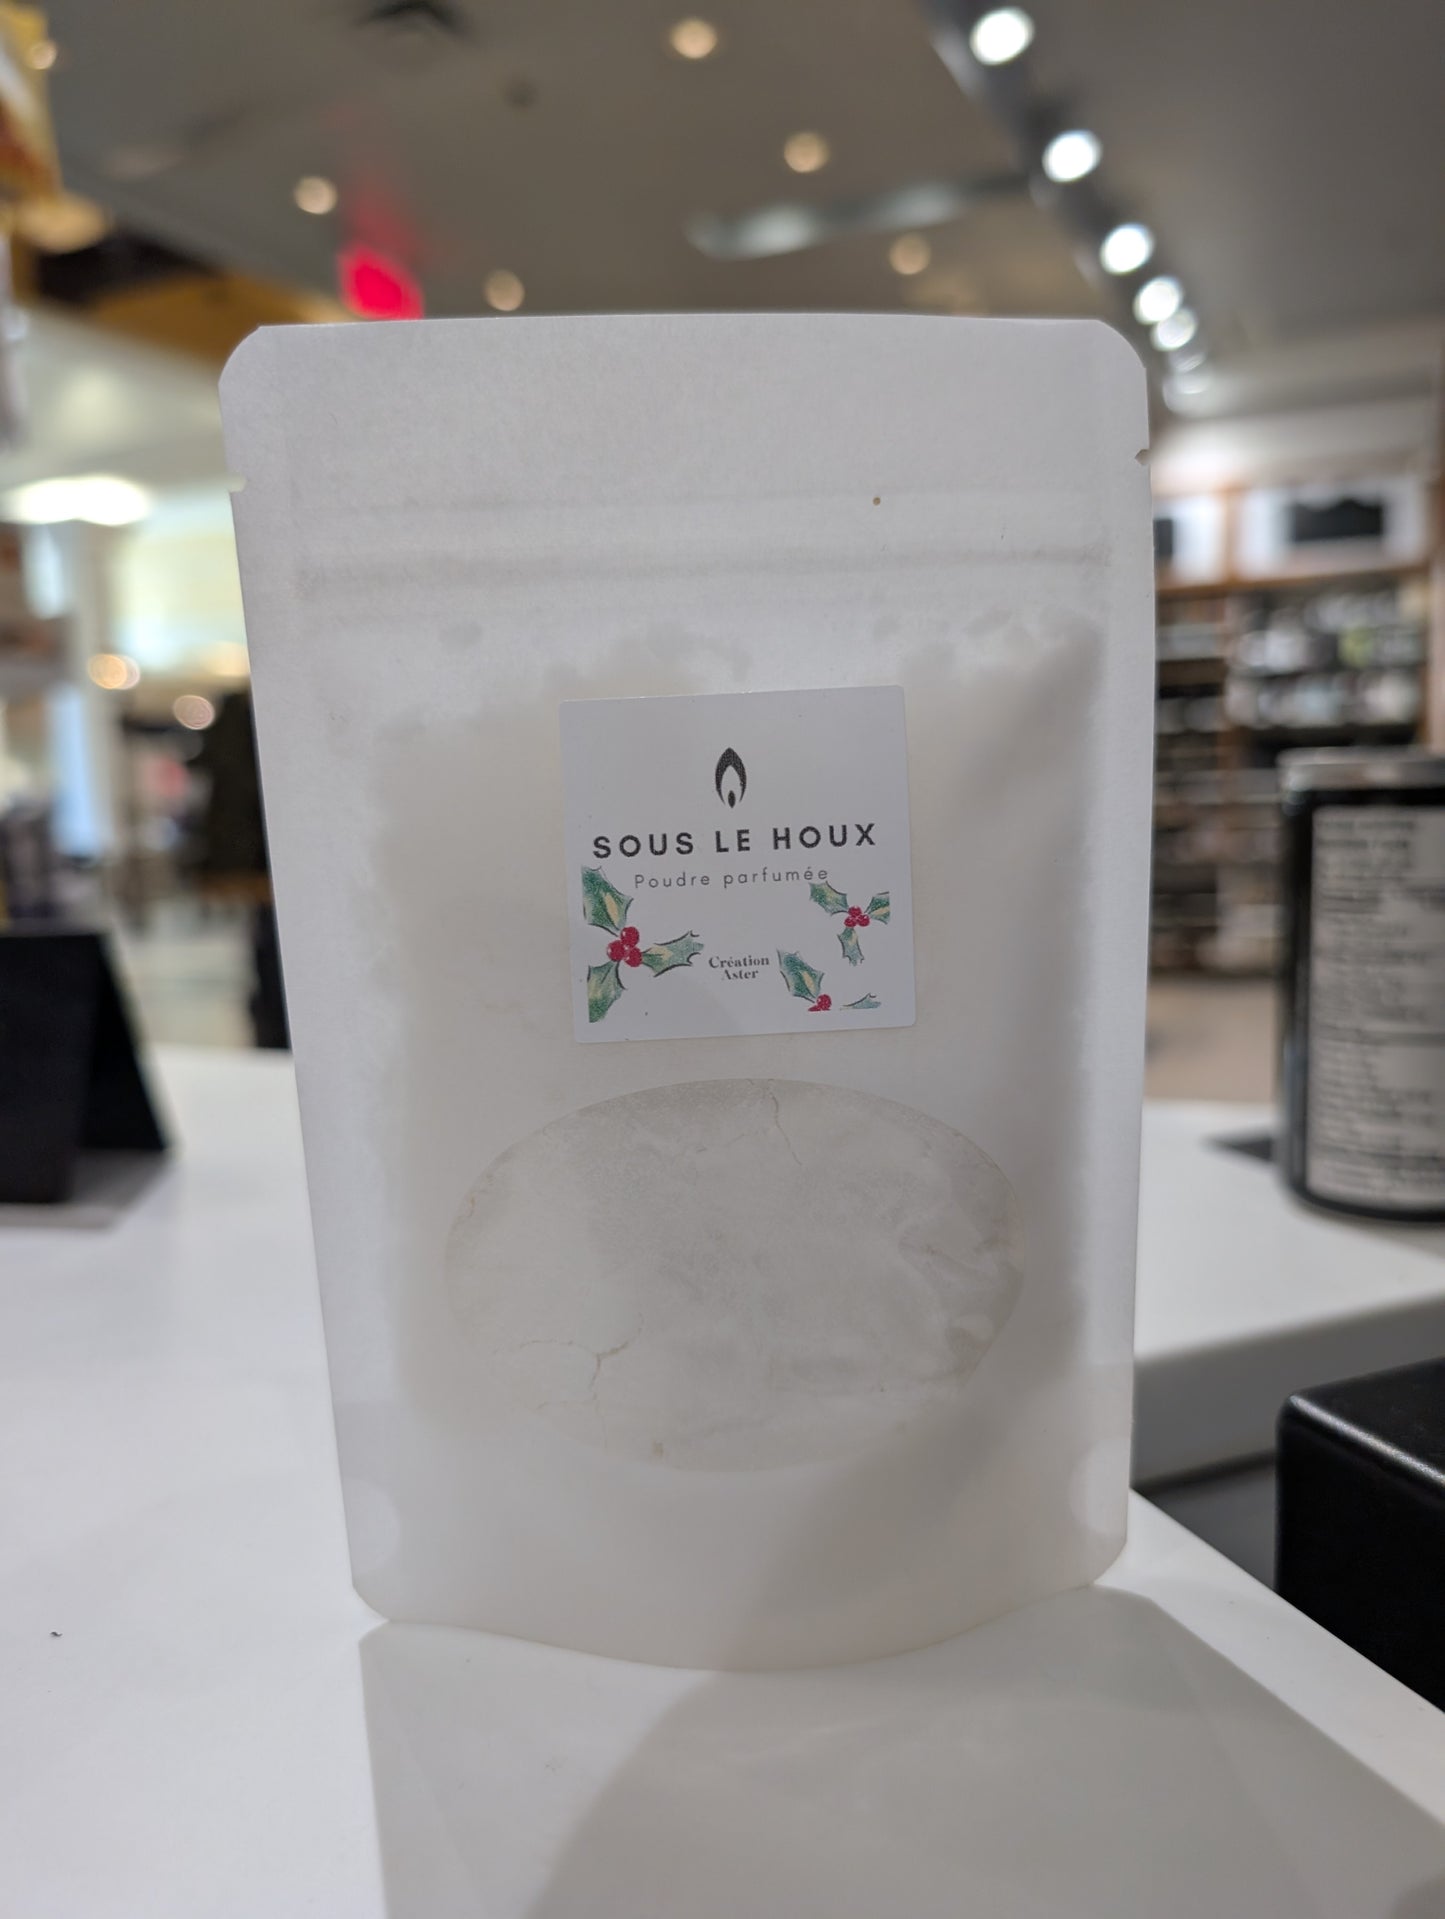 SOUS LE HOUX
Poudre parfumée
Création
Aster